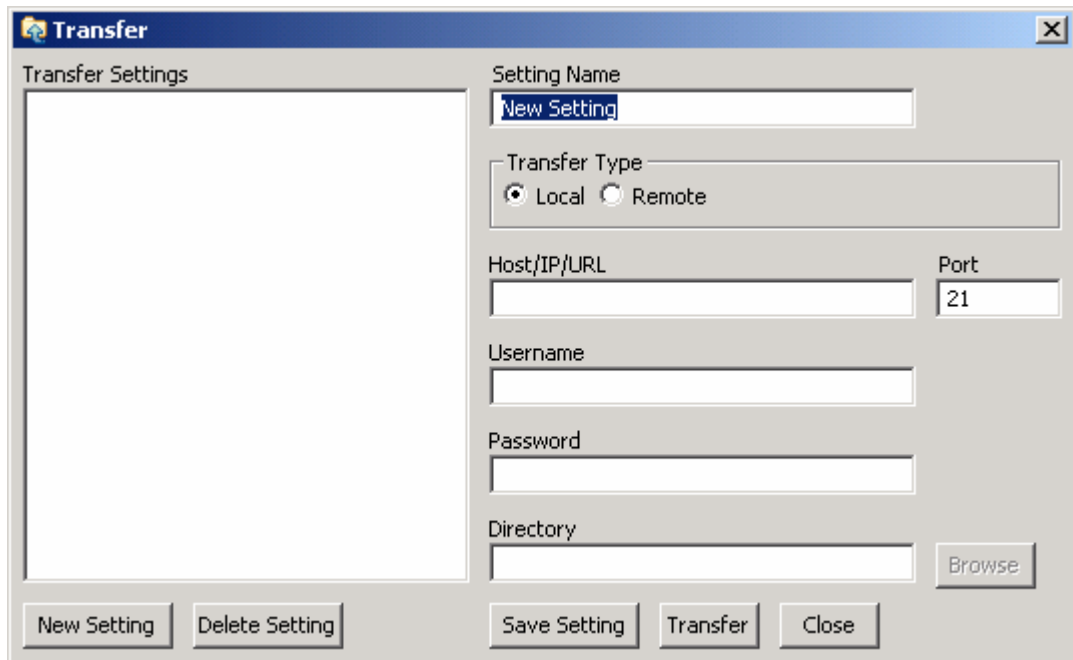 Transfer
Transfer Settings
Setting Name
New Setting
Transfer Type
Local Remote
Host/IP/URL Port
21
Username
Password
Directory
Browse
New Setting Delete Setting Save Setting Transfer Close